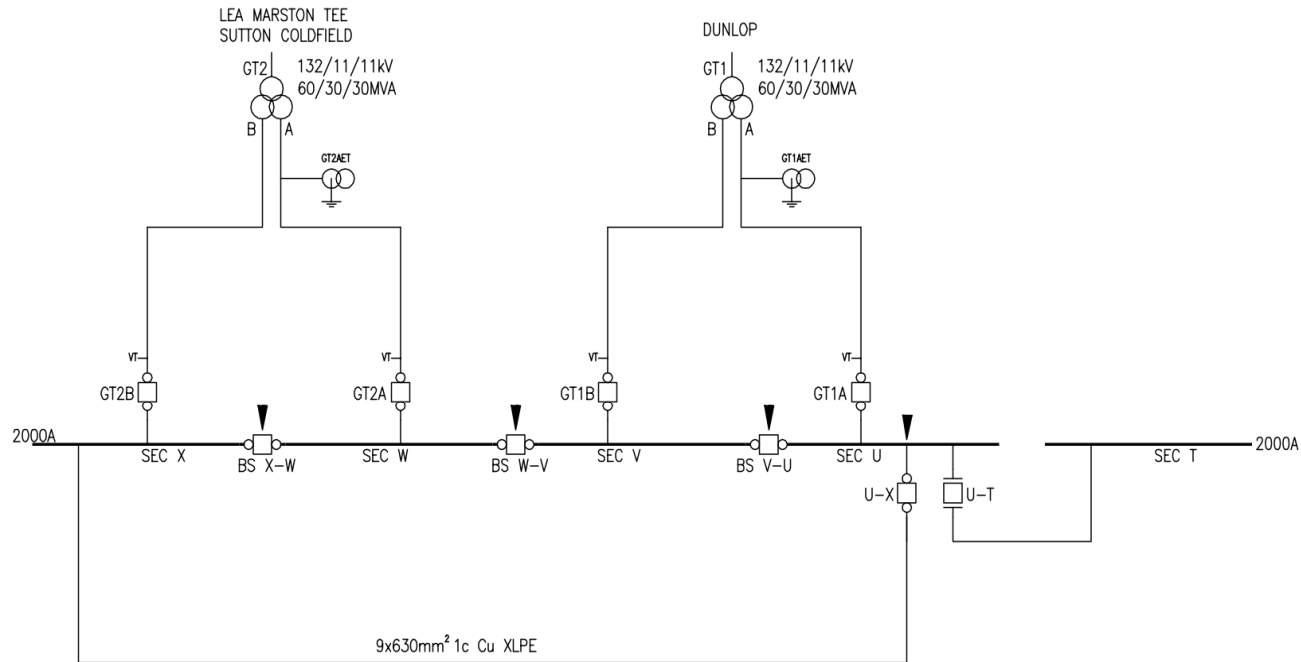 LEA MARSTON TEE
SUTTON COLDFIELD
DUNLOP
GT2
132/11/11kV
60/30/30MVA
GT1
132/11/11kV
60/30/30MVA
B
A
B
A
GT2AET
GT1AET
VT
VT
VT
VT
GT2B
GT2A
GT1B
GT1A
2000A
2000A
SEC X
BS X-W
SEC W
BS W-V
SEC V
BS V-U
SEC U
SEC T
U-X
U-T
9x630mm² 1c Cu XLPE